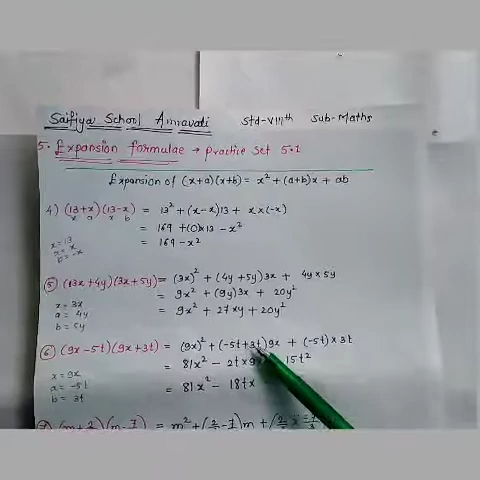 Saifiya School Amravati Std-VIIIth Sub-Maths
5. Expansion formulae → Practice Set 5.1
Expansion of (x+a)(x+b) = x² + (a+b)x + ab
4) (13+x)(13-x) = 13² + (x-x)13 + x×(-x)
x a x b = 169 + (0)×13 - x²
x = 13 = 169 - x²
a = x
b = -x
5) (13x+4y)(3x+5y) = (3x)² + (4y+5y)3x + 4y×5y
x = 3x = 9x² + (9y)3x + 20y²
a = 4y = 9x² + 27xy + 20y²
b = 5y
6) (9x-5t)(9x+3t) = (9x)² + (-5t+3t)9x + (-5t)×3t
x = 9x = 81x² - 2t× 15t²
a = -5t = 81x² - 18tx
b = 3t
= m² +